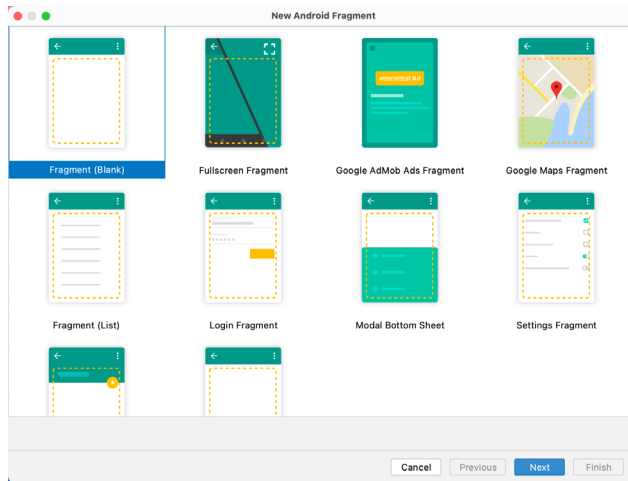 New Android Fragment
Interstitial Ad
Fragment (Blank)
Fullscreen Fragment
Google AdMob Ads Fragment
Google Maps Fragment
Fragment (List)
Login Fragment
Modal Bottom Sheet
Settings Fragment
Cancel
Previous
Next
Finish